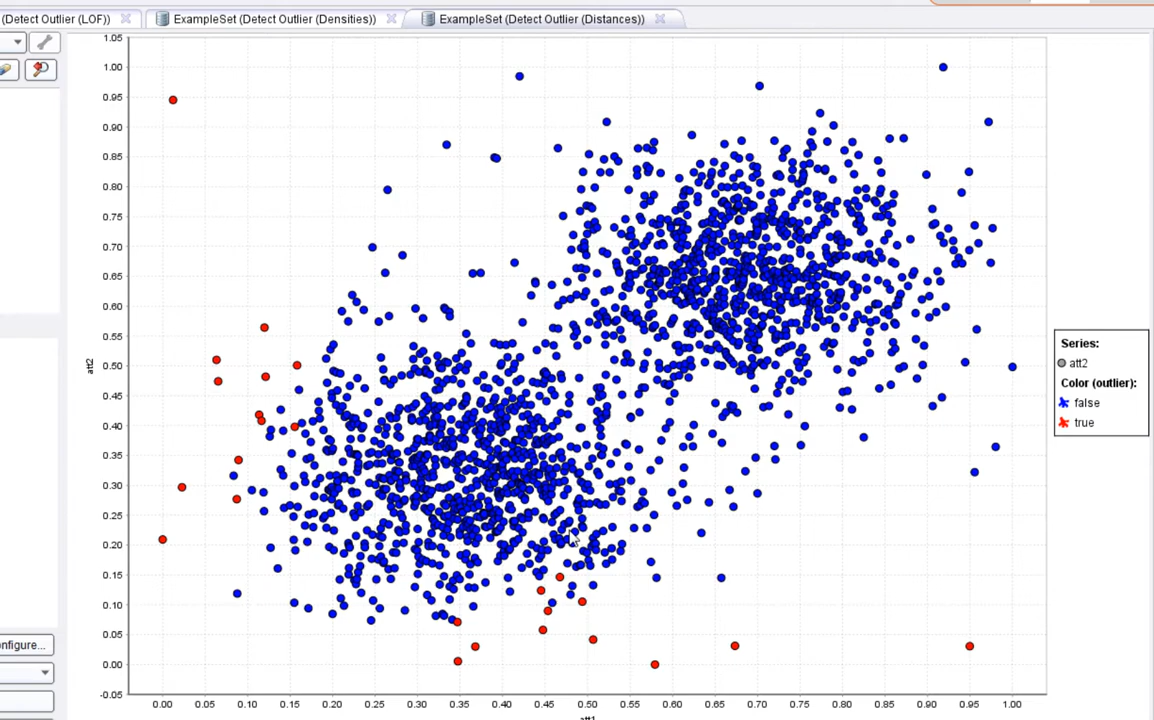 (Detect Outlier (LOF)) ExampleSet (Detect Outlier (Densities)) ExampleSet (Detect Outlier (Distances))
1.05
1.00
0.95
0.90
0.85
0.80
0.75
0.70
0.65
0.60
0.55
0.50
att2
0.45
0.40
0.35
0.30
0.25
0.20
0.15
0.10
0.05
0.00
-0.05
0.00 0.05 0.10 0.15 0.20 0.25 0.30 0.35 0.40 0.45 0.50 0.55 0.60 0.65 0.70 0.75 0.80 0.85 0.90 0.95 1.00
att1
Series:
att2
Color (outlier):
false
true
nfigure...